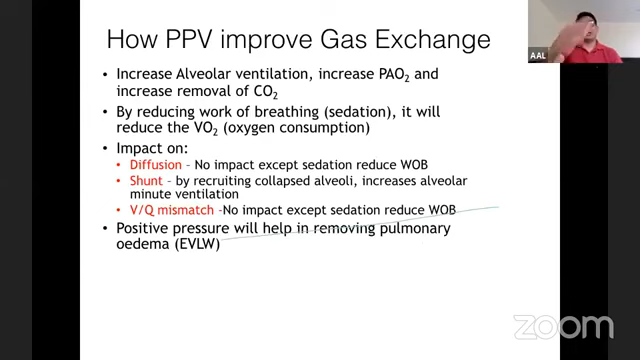 How PPV improve Gas Exchange
AAL
• Increase Alveolar ventilation, increase PAO2 and
increase removal of CO2
• By reducing work of breathing (sedation), it will
reduce the VO2 (oxygen consumption)
• Impact on:
• Diffusion – No impact except sedation reduce WOB
• Shunt – by recruiting collapsed alveoli, increases alveolar
minute ventilation
• V/Q mismatch -No impact except sedation reduce WOB
• Positive pressure will help in removing pulmonary
oedema (EVLW)
zoom